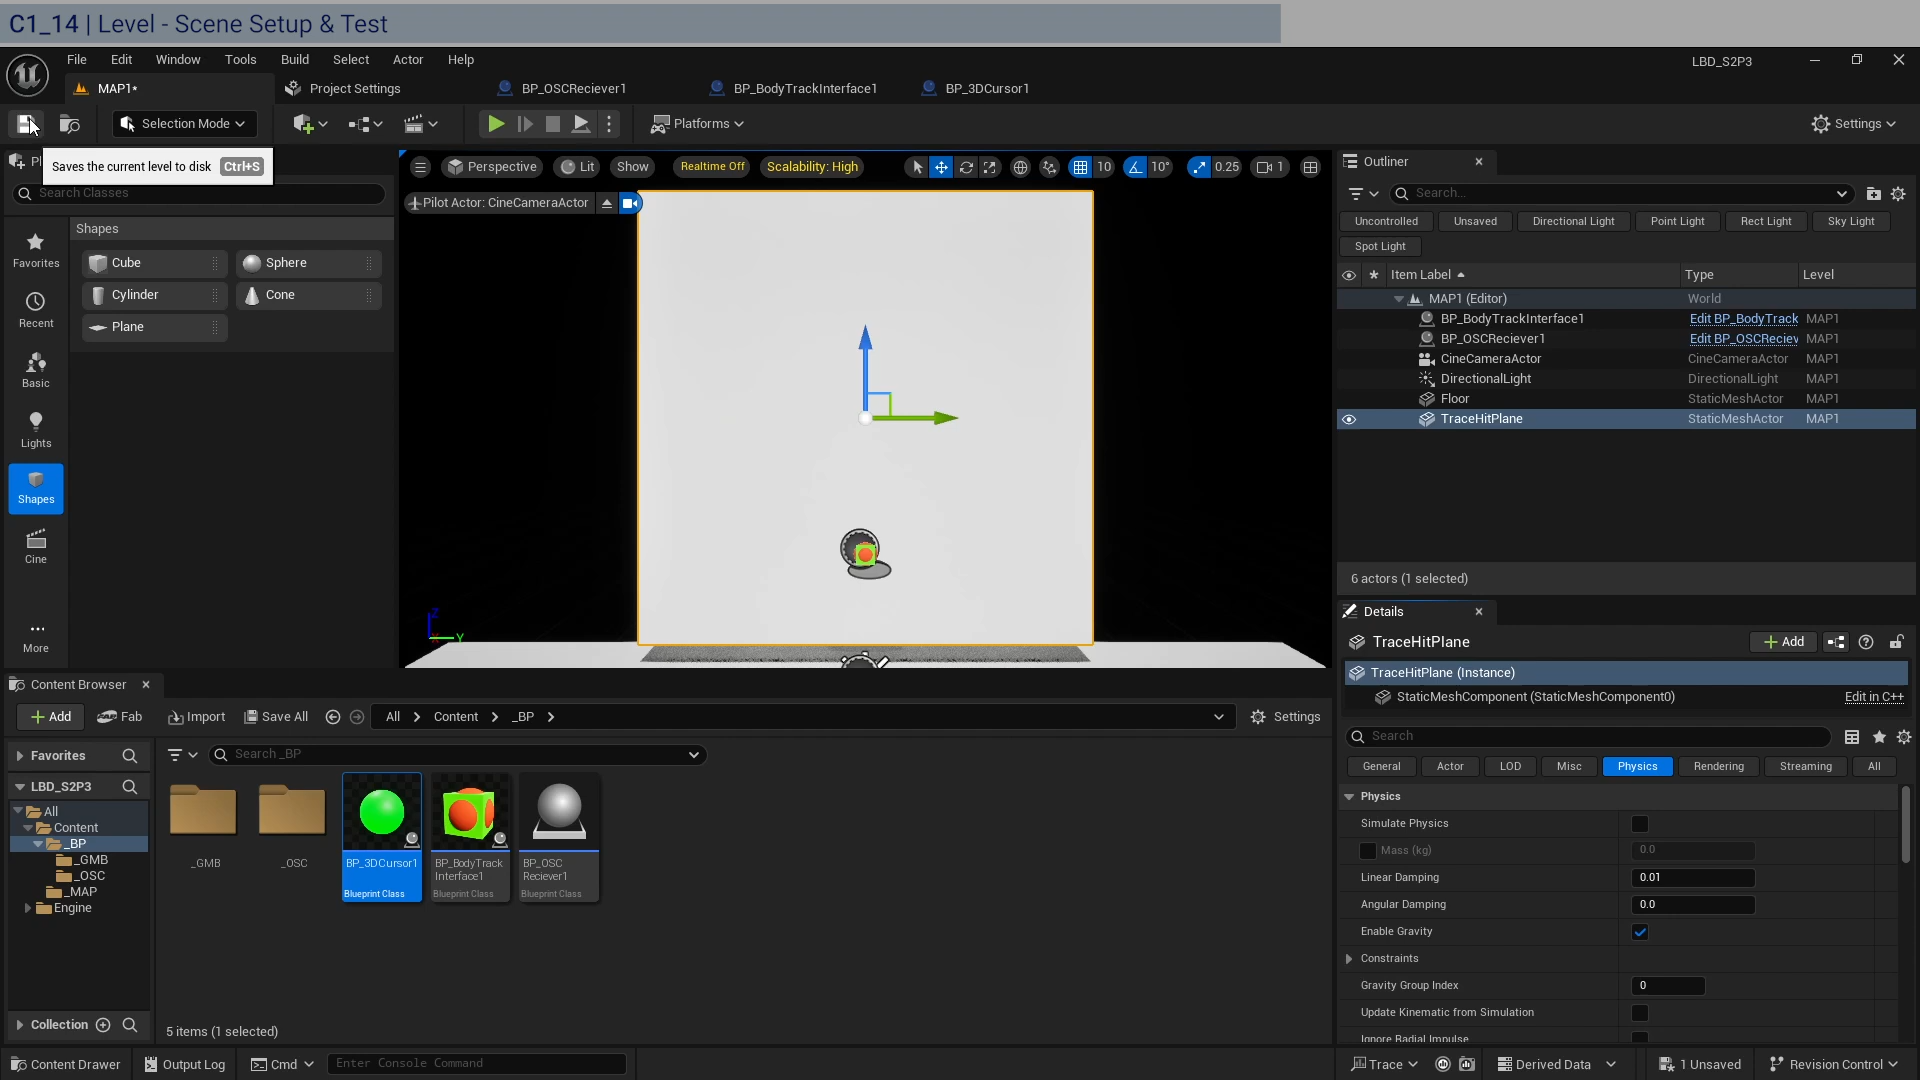 C1_14 | Level - Scene Setup & Test
File Edit Window Tools Build Select Actor Help
LBD_S2P3
MAP1* Project Settings BP_OSCReciever1 BP_BodyTrackInterface1 BP_3DCursor1
Selection Mode Platforms Settings
Pl
Saves the current level to disk Ctrl+S
Search Classes
Favorites
Recent
Basic
Lights
Shapes
Cine
More
Shapes
Cube Sphere
Cylinder Cone
Plane
Perspective Lit Show Realtime Off Scalability: High 10 10° 0.25 1
Pilot Actor: CineCameraActor
Z
Y
Outliner
Search...
Uncontrolled Unsaved Directional Light Point Light Rect Light Sky Light
Spot Light
Item Label Type Level
MAP1 (Editor) World
BP_BodyTrackInterface1 Edit BP_BodyTrack MAP1
BP_OSCReciever1 Edit BP_OSCReciev MAP1
CineCameraActor CineCameraActor MAP1
DirectionalLight DirectionalLight MAP1
Floor StaticMeshActor MAP1
TraceHitPlane StaticMeshActor MAP1
6 actors (1 selected)
Details
TraceHitPlane Add
TraceHitPlane (Instance)
StaticMeshComponent (StaticMeshComponent0) Edit in C++
Search
General Actor LOD Misc Physics Rendering Streaming All
Physics
Simulate Physics
Mass (kg) 0.0
Linear Damping 0.01
Angular Damping 0.0
Enable Gravity
Constraints
Gravity Group Index 0
Update Kinematic from Simulation
Ignore Radial Impulse
Content Browser
Add Fab Import Save All All Content _BP Settings
Favorites
LBD_S2P3
All
Content
_BP
_GMB
_OSC
_MAP
Engine
Collection
Search _BP
_GMB
_OSC
BP_3DCursor1
Blueprint Class
BP_BodyTrack
Interface1
Blueprint Class
BP_OSC
Reciever1
Blueprint Class
5 items (1 selected)
Content Drawer Output Log Cmd Enter Console Command Trace Derived Data 1 Unsaved Revision Control